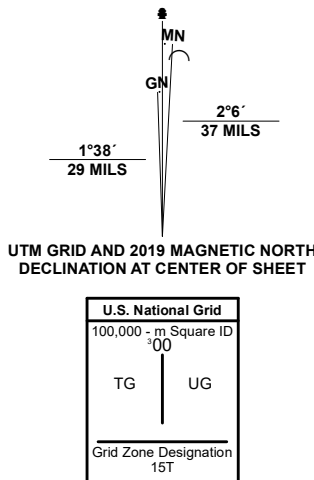 MN
GN
2°6´
37 MILS
1°38´
29 MILS
UTM GRID AND 2019 MAGNETIC NORTH
DECLINATION AT CENTER OF SHEET
U.S. National Grid
100,000 - m Square ID
³00
TG UG
Grid Zone Designation
15T